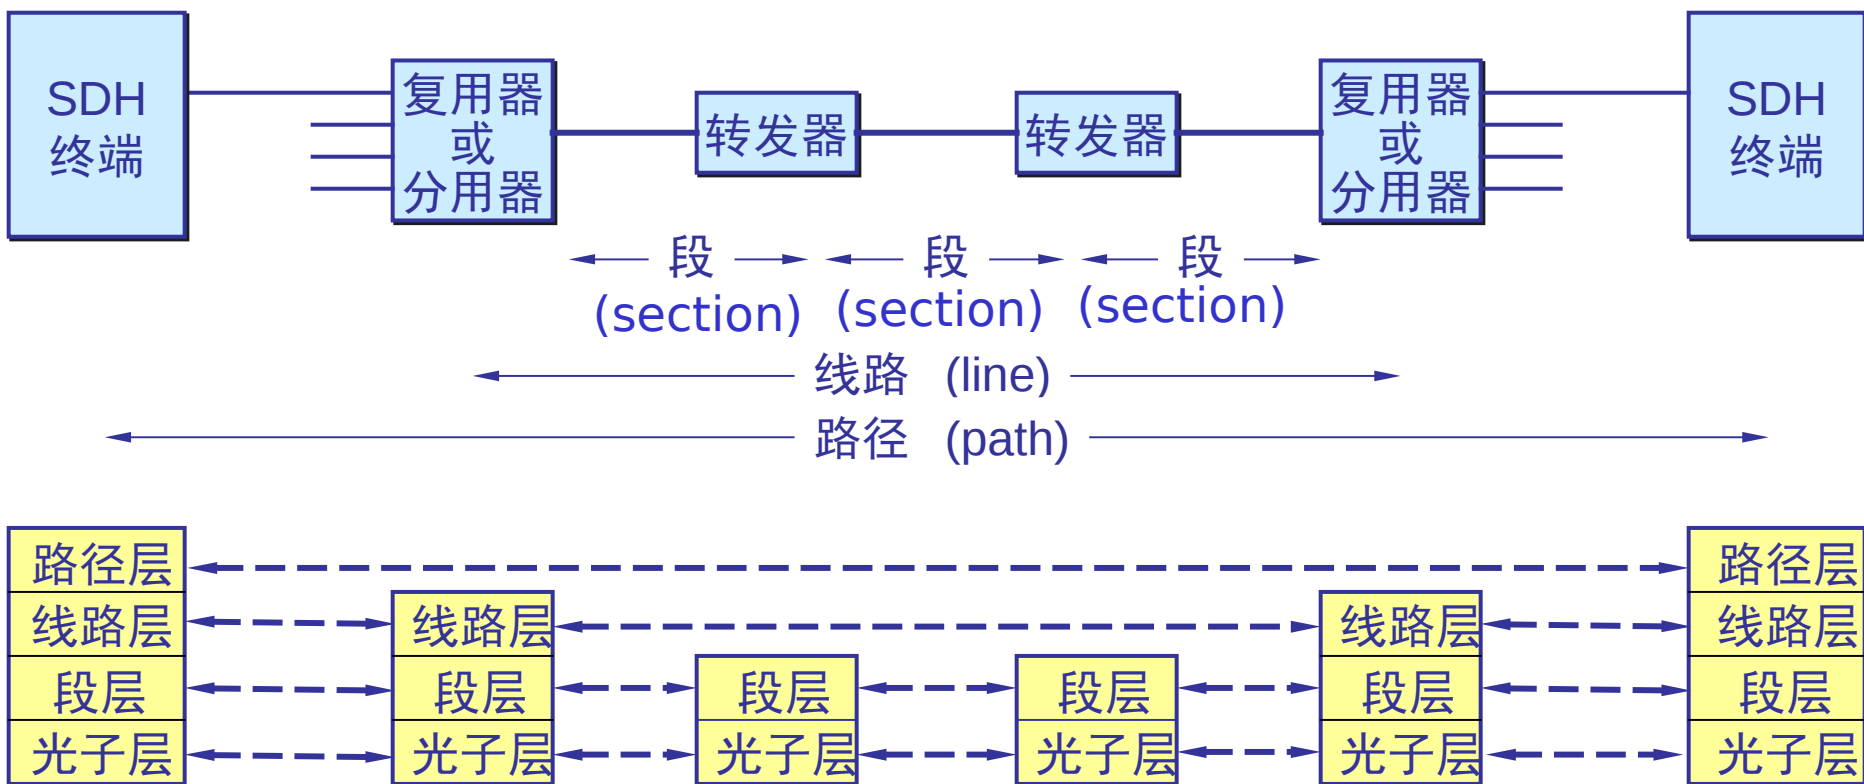 SDH
终端
复用器
或
分用器
转发器
转发器
复用器
或
分用器
SDH
终端
段
(section)
段
(section)
段
(section)
线路 (line)
路径 (path)
路径层
线路层
段层
光子层
线路层
段层
光子层
段层
光子层
段层
光子层
线路层
段层
光子层
路径层
线路层
段层
光子层